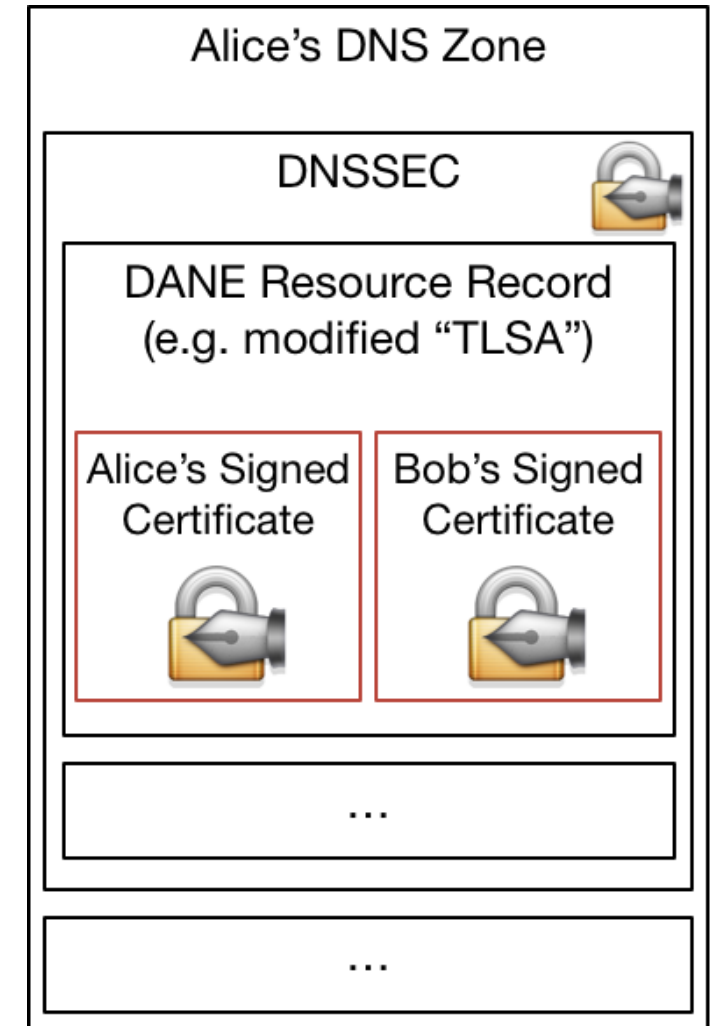 Alice’s DNS Zone
DNSSEC
DANE Resource Record
(e.g. modified “TLSA”)
Alice’s Signed
Certificate
Bob’s Signed
Certificate
...
...